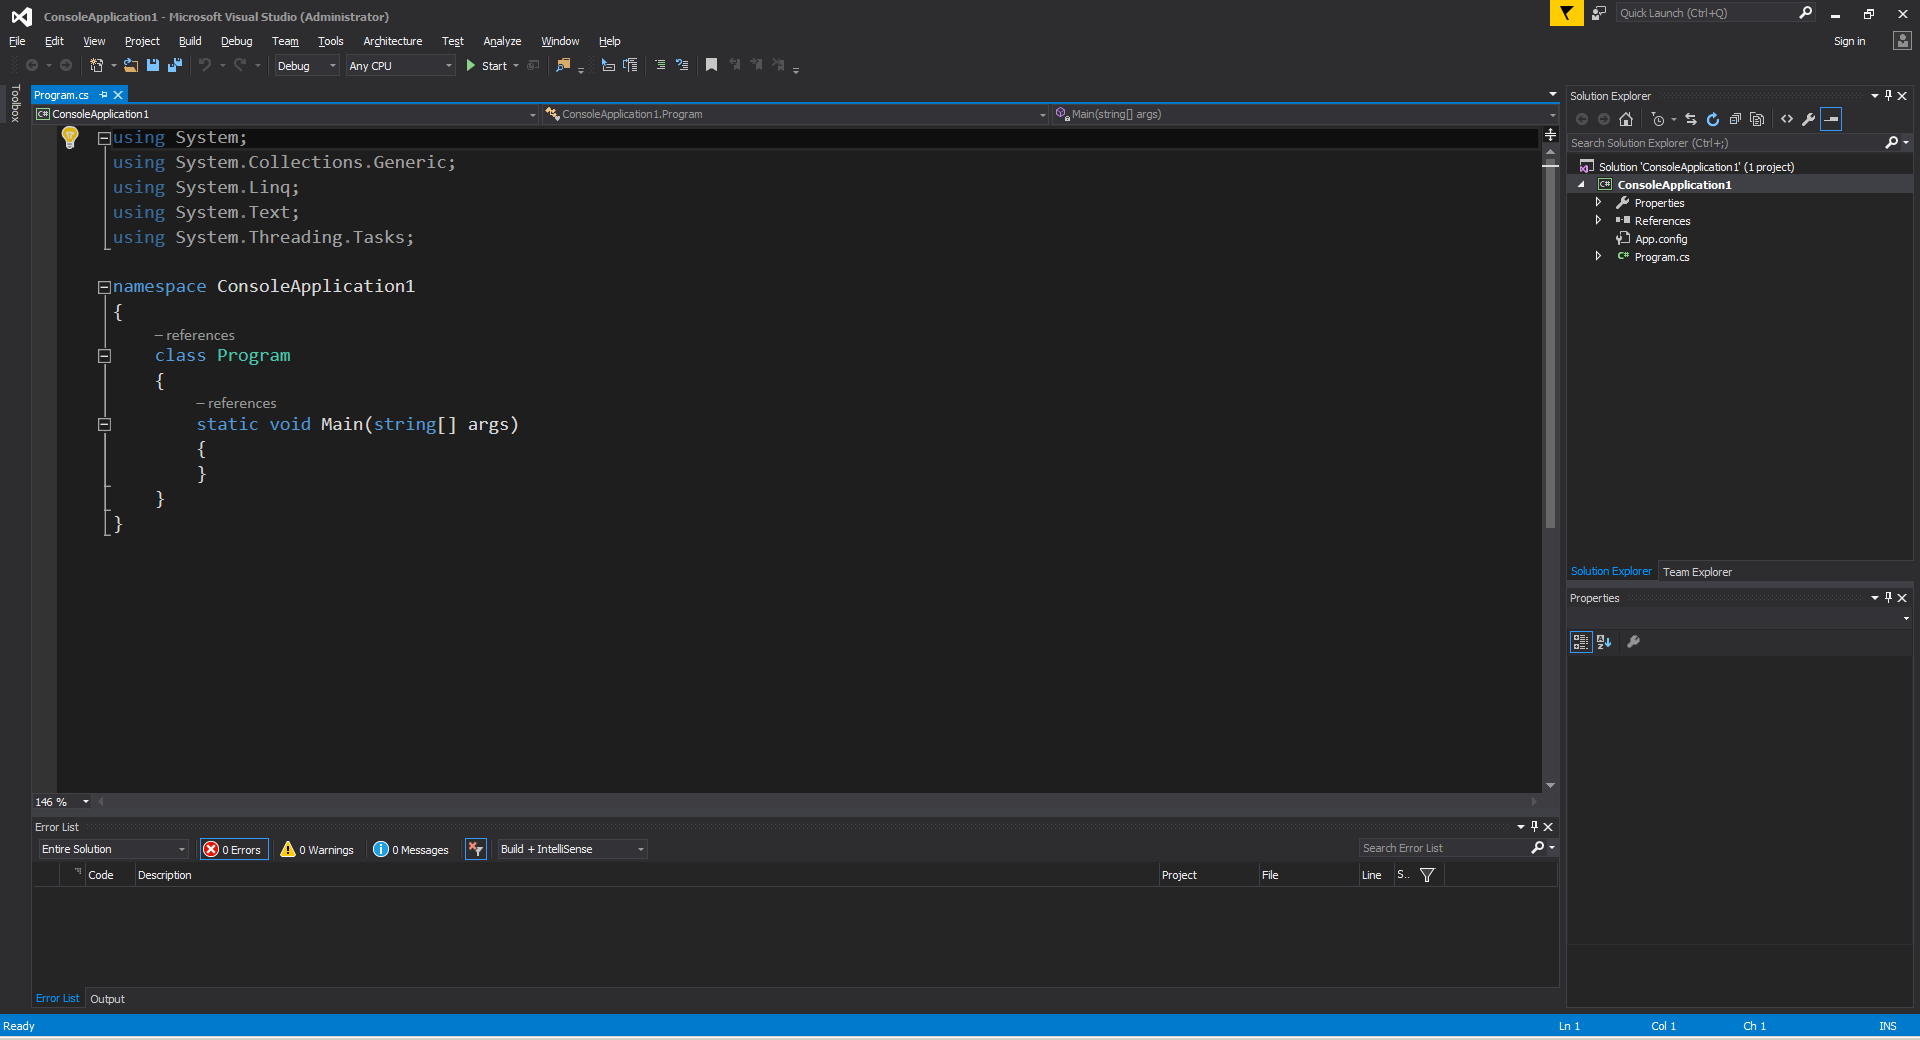 ConsoleApplication1 - Microsoft Visual Studio (Administrator)
Quick Launch (Ctrl+Q)
File Edit View Project Build Debug Team Tools Architecture Test Analyze Window Help
Sign in
Debug Any CPU Start
Toolbox
Program.cs
ConsoleApplication1 ConsoleApplication1.Program Main(string[] args)
using System;
using System.Collections.Generic;
using System.Linq;
using System.Text;
using System.Threading.Tasks;
namespace ConsoleApplication1
{
– references
class Program
{
– references
static void Main(string[] args)
{
}
}
}
146 %
Solution Explorer
Search Solution Explorer (Ctrl+;)
Solution 'ConsoleApplication1' (1 project)
C# ConsoleApplication1
Properties
References
App.config
C# Program.cs
Solution Explorer Team Explorer
Properties
Error List
Entire Solution 0 Errors 0 Warnings 0 Messages Build + IntelliSense Search Error List
Code Description Project File Line S..
Error List Output
Ready Ln 1 Col 1 Ch 1 INS